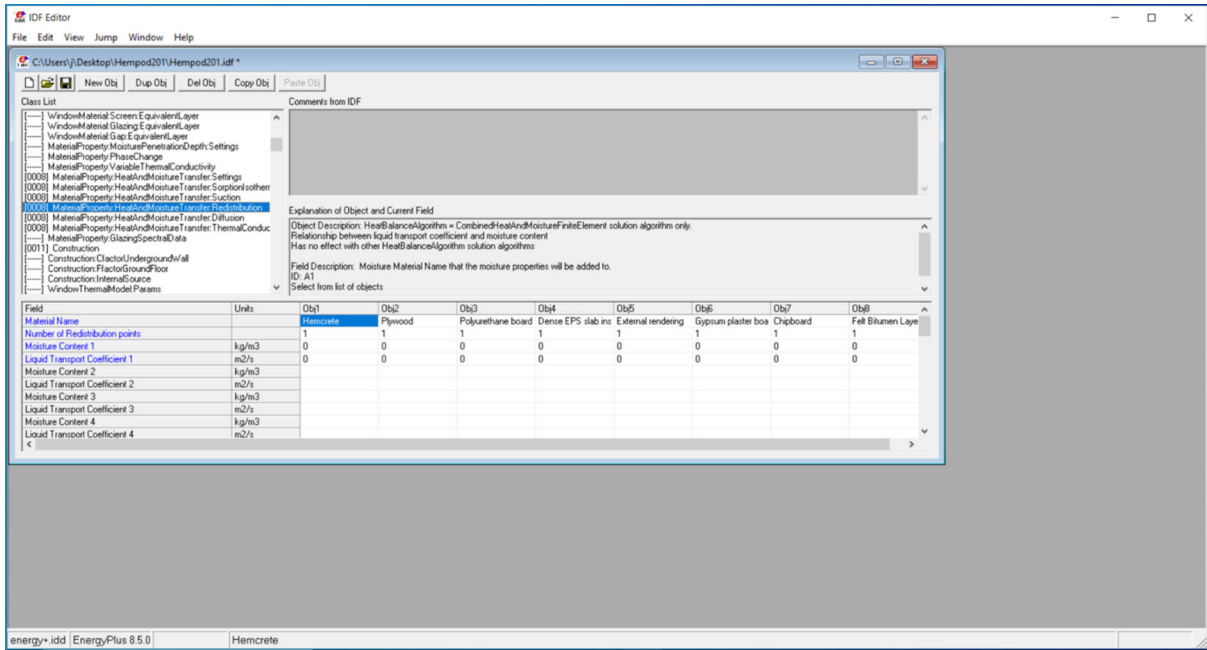 IDF Editor
File Edit View Jump Window Help
C:\Users\j\Desktop\Hempod201\Hempod201.idf *
New Obj Dup Obj Del Obj Copy Obj Paste Obj
Class List
Comments from IDF
[------] WindowMaterial:Screen:EquivalentLayer
[------] WindowMaterial:Glazing:EquivalentLayer
[------] WindowMaterial:Gap:EquivalentLayer
[------] MaterialProperty:MoisturePenetrationDepth:Settings
[------] MaterialProperty:PhaseChange
[------] MaterialProperty:VariableThermalConductivity
[0008] MaterialProperty:HeatAndMoistureTransfer:Settings
[0008] MaterialProperty:HeatAndMoistureTransfer:SorptionIsotherm
[0008] MaterialProperty:HeatAndMoistureTransfer:Suction
[0008] MaterialProperty:HeatAndMoistureTransfer:Redistribution
[0008] MaterialProperty:HeatAndMoistureTransfer:Diffusion
[0008] MaterialProperty:HeatAndMoistureTransfer:ThermalConduc
[------] MaterialProperty:GlazingSpectralData
[0011] Construction
[------] Construction:CfactorUndergroundWall
[------] Construction:FfactorGroundFloor
[------] Construction:InternalSource
[------] WindowThermalModel:Params
Explanation of Object and Current Field
Object Description: HeatBalanceAlgorithm = CombinedHeatAndMoistureFiniteElement solution algorithm only.
Relationship between liquid transport coefficient and moisture content
Has no effect with other HeatBalanceAlgorithm solution algorithms
Field Description: Moisture Material Name that the moisture properties will be added to.
ID: A1
Select from list of objects
Field Units Obj1 Obj2 Obj3 Obj4 Obj5 Obj6 Obj7 Obj8
Material Name Hemcrete Plywood Polyurethane board Dense EPS slab ins External rendering Gypsum plaster boa Chipboard Felt Bitumen Laye
Number of Redistribution points 1 1 1 1 1 1 1 1
Moisture Content 1 kg/m3 0 0 0 0 0 0 0 0
Liquid Transport Coefficient 1 m2/s 0 0 0 0 0 0 0 0
Moisture Content 2 kg/m3
Liquid Transport Coefficient 2 m2/s
Moisture Content 3 kg/m3
Liquid Transport Coefficient 3 m2/s
Moisture Content 4 kg/m3
Liquid Transport Coefficient 4 m2/s
energy+.idd EnergyPlus 8.5.0 Hemcrete